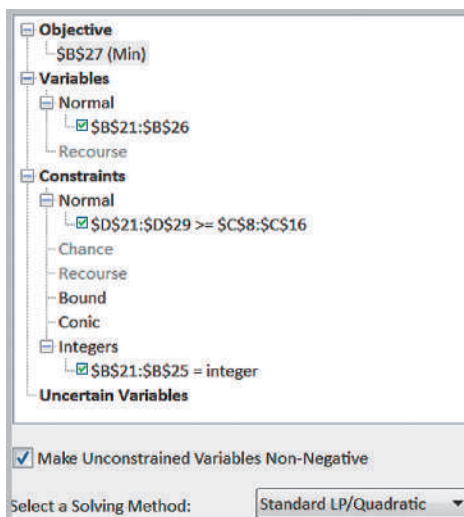 Objective
$B$27 (Min)
Variables
Normal
$B$21:$B$26
Recourse
Constraints
Normal
$D$21:$D$29 >= $C$8:$C$16
Chance
Recourse
Bound
Conic
Integers
$B$21:$B$25 = integer
Uncertain Variables
Make Unconstrained Variables Non-Negative
Select a Solving Method: Standard LP/Quadratic